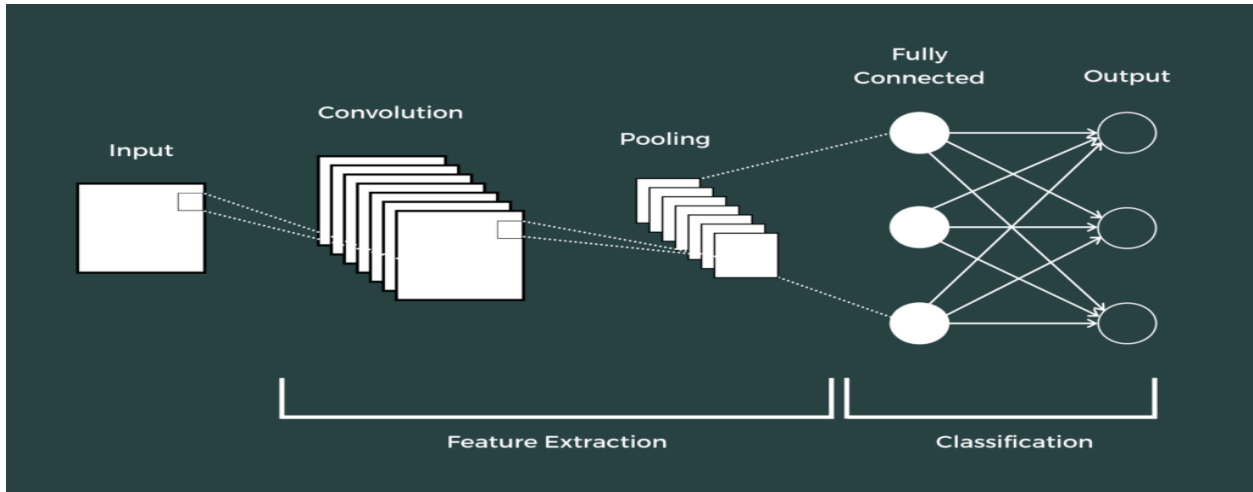 Input
Convolution
Pooling
Fully
Connected
Output
Feature Extraction
Classification